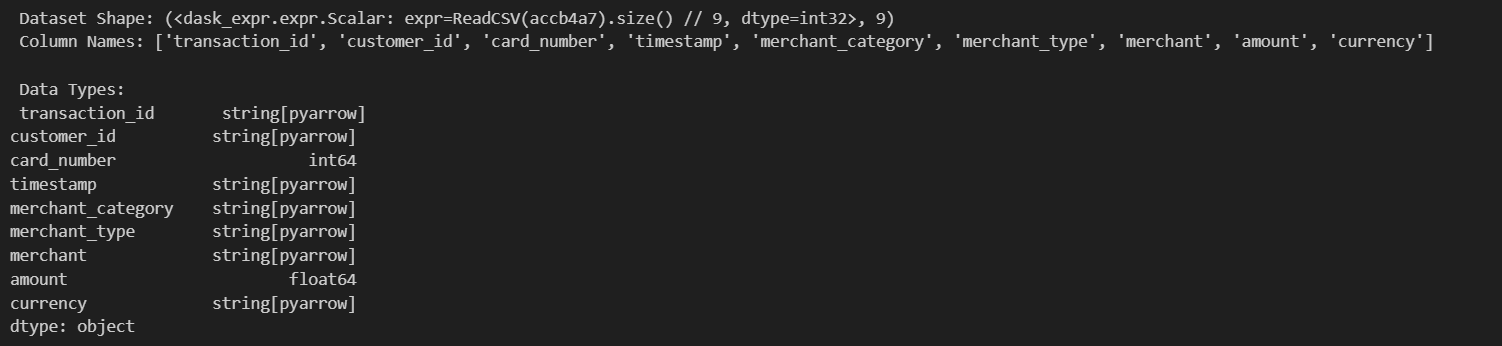 Dataset Shape: (<dask_expr.expr.Scalar: expr=ReadCSV(accb4a7).size() // 9, dtype=int32>, 9)
Column Names: ['transaction_id', 'customer_id', 'card_number', 'timestamp', 'merchant_category', 'merchant_type', 'merchant', 'amount', 'currency']

Data Types:
transaction_id       string[pyarrow]
customer_id          string[pyarrow]
card_number                    int64
timestamp            string[pyarrow]
merchant_category    string[pyarrow]
merchant_type        string[pyarrow]
merchant             string[pyarrow]
amount                       float64
currency             string[pyarrow]
dtype: object